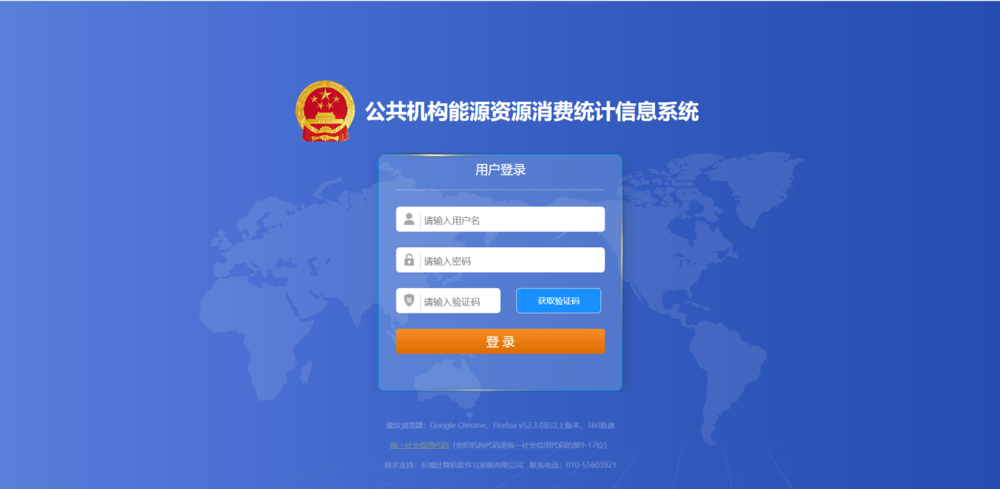 公共机构能源资源消费统计信息系统
用户登录
请输入用户名
请输入密码
请输入验证码 获取验证码
登 录
建议浏览器：Google Chrome、Firefox v52.3.0及以上版本、360极速
统一社会信用代码（组织机构代码是统一社会信用代码的第9-17位）
技术支持：长城计算机软件与系统有限公司 联系电话：010-55603921